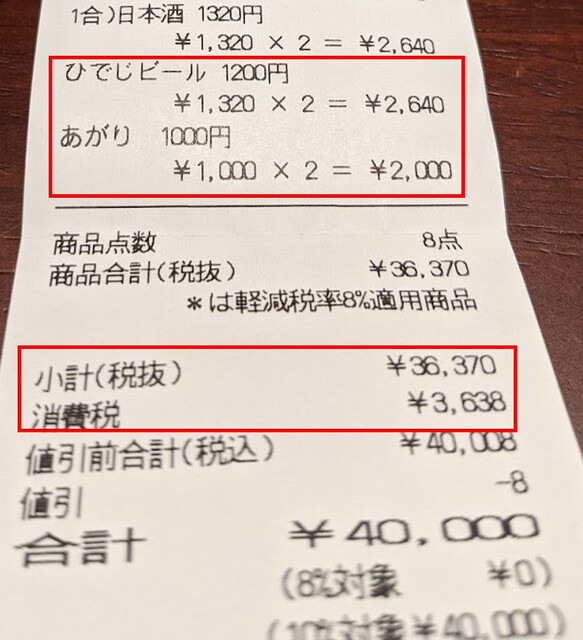 1合)日本酒 1320円
¥1,320 × 2 = ¥2,640
ひでじビール 1200円
¥1,320 × 2 = ¥2,640
あがり 1000円
¥1,000 × 2 = ¥2,000
商品点数 8点
商品合計(税抜) ¥36,370
*は軽減税率8%適用商品
小計(税抜) ¥36,370
消費税 ¥3,638
値引前合計(税込) ¥40,008
値引 -8
合計 ¥40,000
(8%対象 ¥0)
(10%対象 ¥40,000)